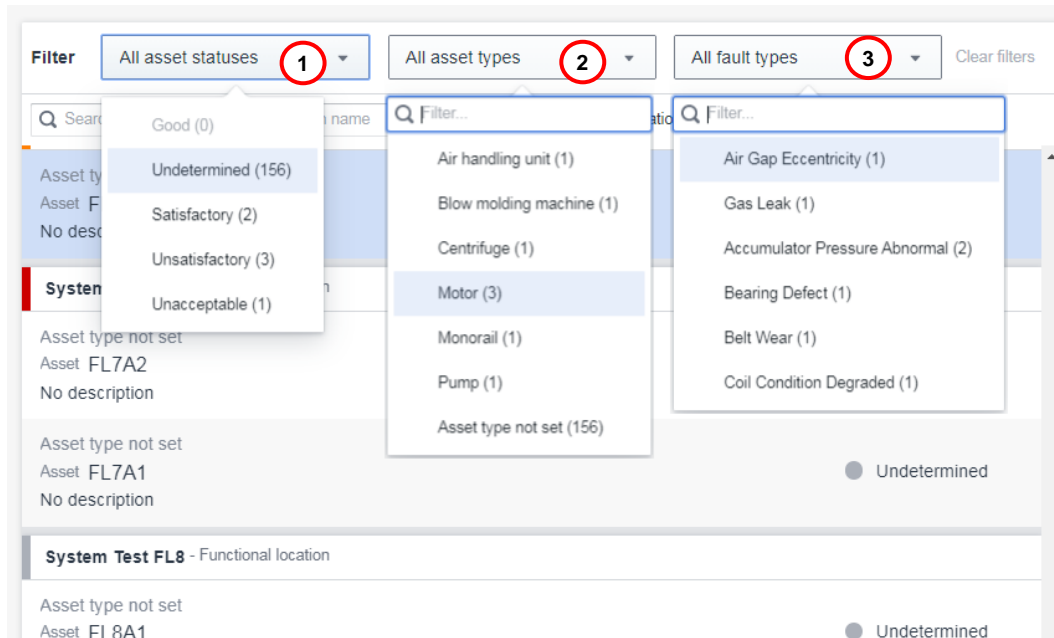 Filter
All asset statuses 1
All asset types 2
All fault types 3
Clear filters
name
Good (0)
Undetermined (156)
Satisfactory (2)
Unsatisfactory (3)
Unacceptable (1)
Filter...
Air handling unit (1)
Blow molding machine (1)
Centrifuge (1)
Motor (3)
Monorail (1)
Pump (1)
Asset type not set (156)
Filter...
Air Gap Eccentricity (1)
Gas Leak (1)
Accumulator Pressure Abnormal (2)
Bearing Defect (1)
Belt Wear (1)
Coil Condition Degraded (1)
Asset
System
Asset type not set
Asset FL7A2
No description
Asset type not set
Asset FL7A1
No description
Undetermined
System Test FL8 - Functional location
Asset type not set
Asset FL8A1
Undetermined